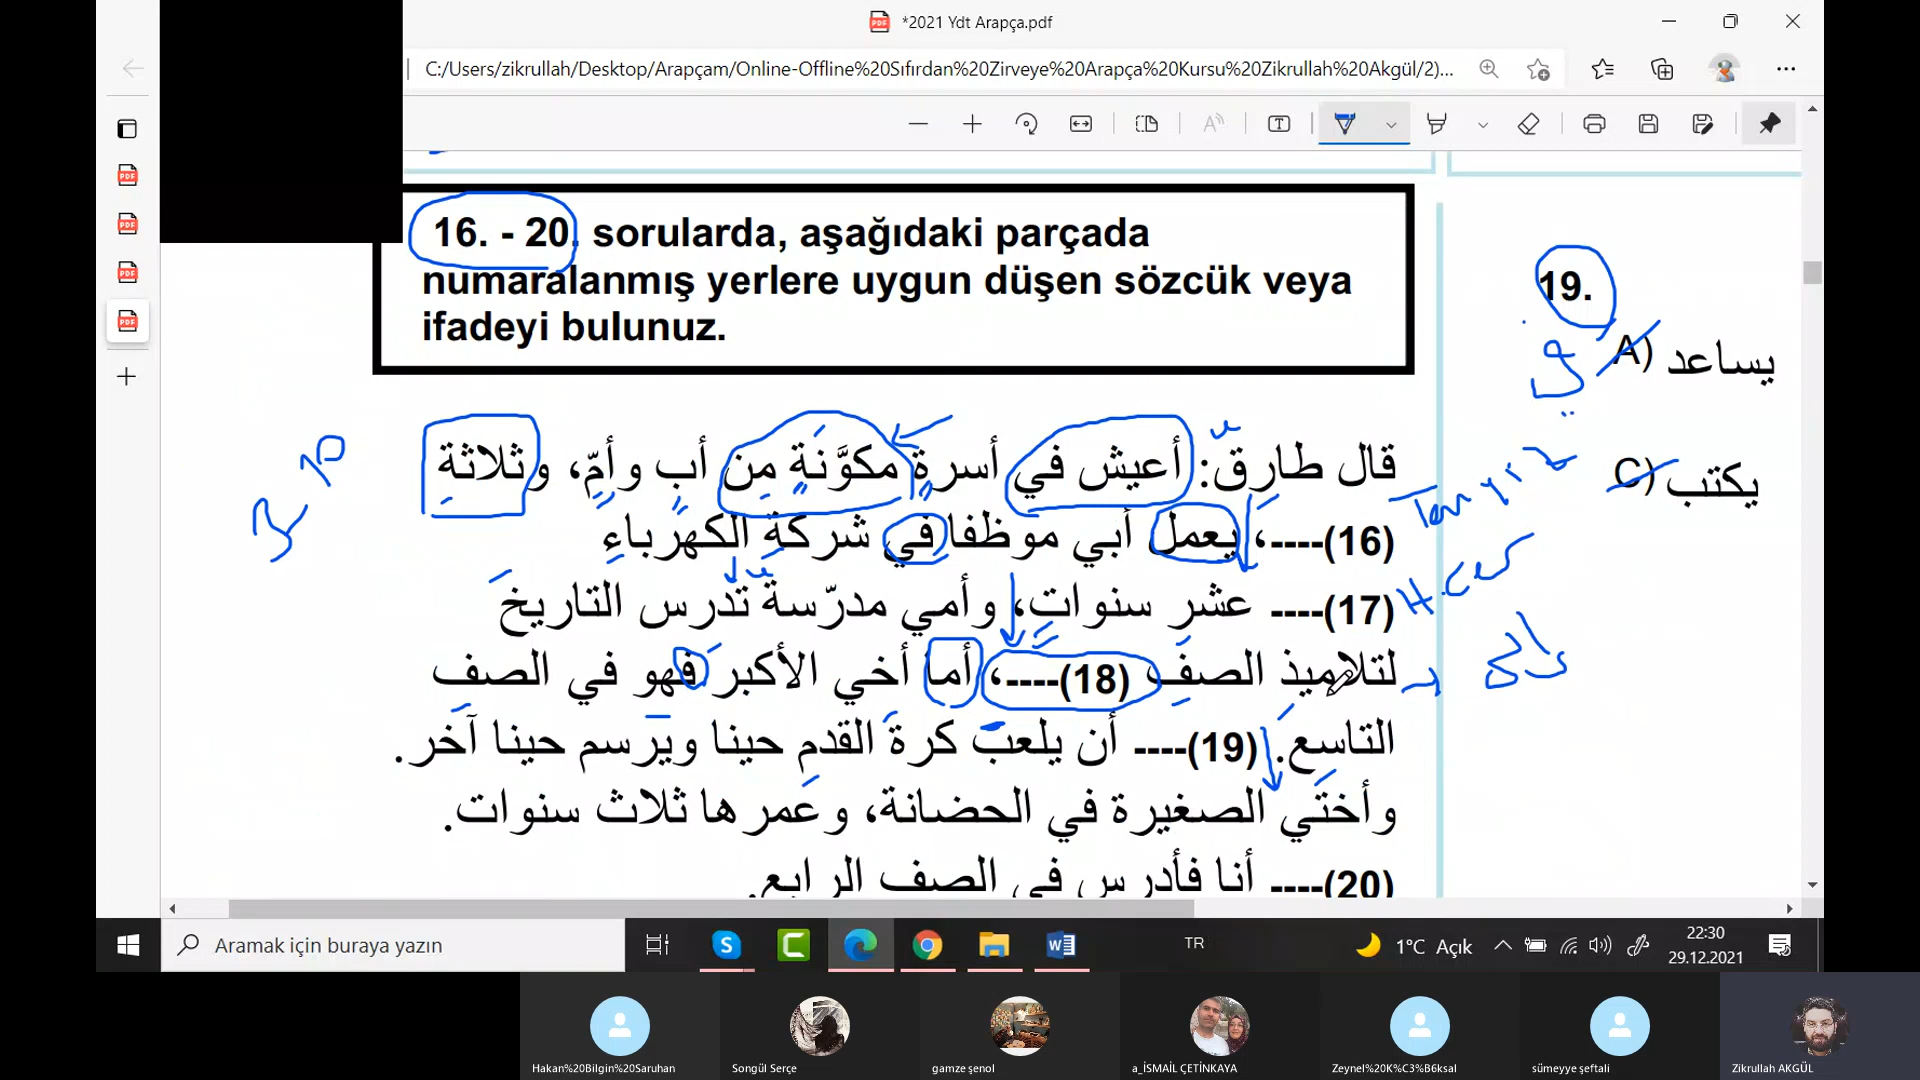 *2021 Ydt Arapça.pdf
C:/Users/zikrullah/Desktop/Arapçam/Online-Offline%20Sıfırdan%20Zirveye%20Arapça%20Kursu%20Zikrullah%20Akgül/2)...
16. - 20. sorularda, aşağıdaki parçada
numaralanmış yerlere uygun düşen sözcük veya
ifadeyi bulunuz.
قال طارق: أعيش في أسرة مكوَّنة من أب وأمّ، وثلاثة
(16)----، يعمل أبي موظفا في شركة الكهرباء
(17)---- عشر سنوات، وأمي مدرّسة تدرس التاريخ
لتلاميذ الصف (18)----، أما أخي الأكبر فهو في الصف
التاسع. (19)---- أن يلعب كرة القدم حينا ويرسم حينا آخر.
وأختي الصغيرة في الحضانة، وعمرها ثلاث سنوات.
(20)---- أنا فأدرس في الصف الرابع.
19.
A) يساعد
C) يكتب
3, 10
Temyiz
H.cer
Aramak için buraya yazın
TR
1°C Açık
22:30
29.12.2021
Hakan%20Bilgin%20Saruhan
Songül Serçe
gamze şenol
a_İSMAİL ÇETİNKAYA
Zeynel%20K%C3%B6ksal
sümeyye şeftali
Zikrullah AKGÜL